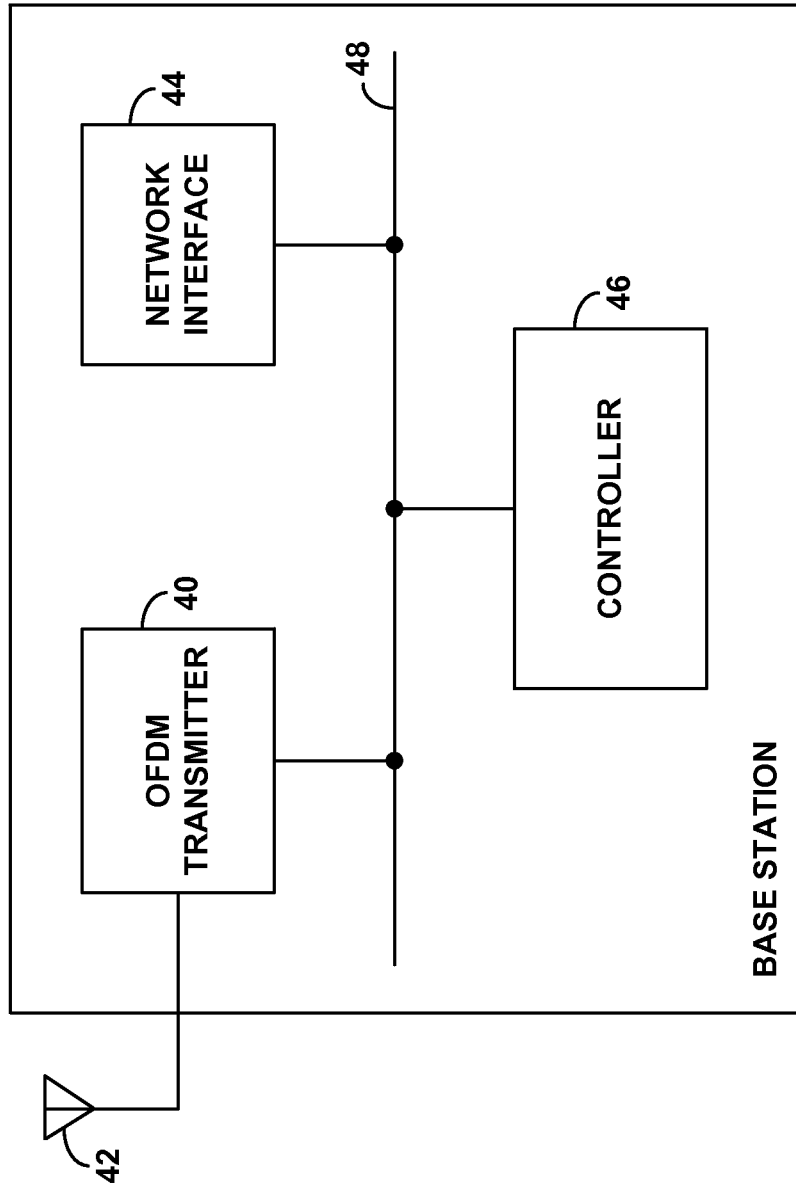 42
OFDM
TRANSMITTER
40
NETWORK
INTERFACE
44
48
CONTROLLER
46
BASE STATION